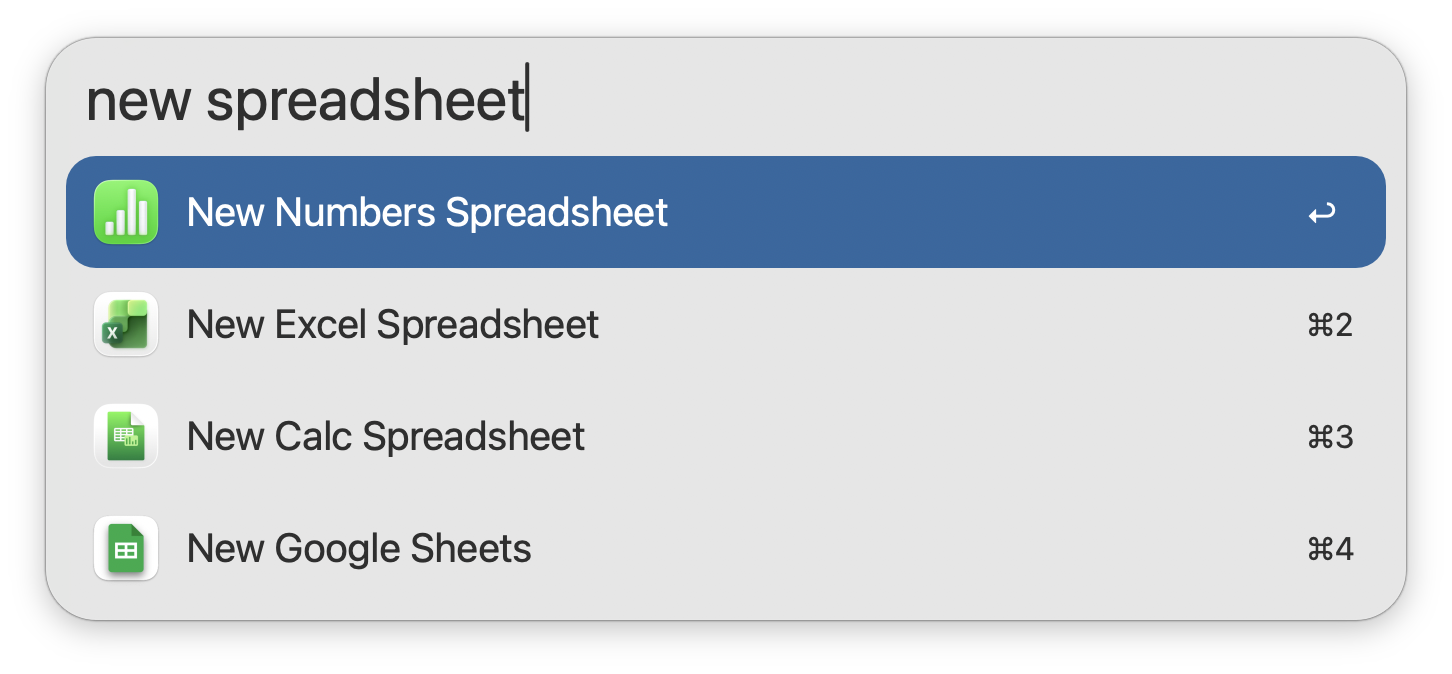 new spreadsheet
New Numbers Spreadsheet ↩
X New Excel Spreadsheet ⌘2
New Calc Spreadsheet ⌘3
New Google Sheets ⌘4